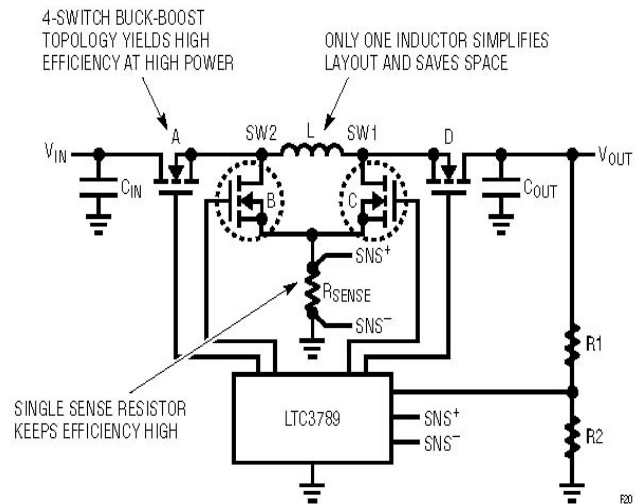 4-SWITCH BUCK-BOOST
TOPOLOGY YIELDS HIGH
EFFICIENCY AT HIGH POWER
ONLY ONE INDUCTOR SIMPLIFIES
LAYOUT AND SAVES SPACE
A
SW2
L
SW1
D
VIN
VOUT
CIN
B
C
COUT
SNS+
RSENSE
SNS−
R1
SINGLE SENSE RESISTOR
KEEPS EFFICIENCY HIGH
LTC3789
SNS+
SNS−
R2
F20